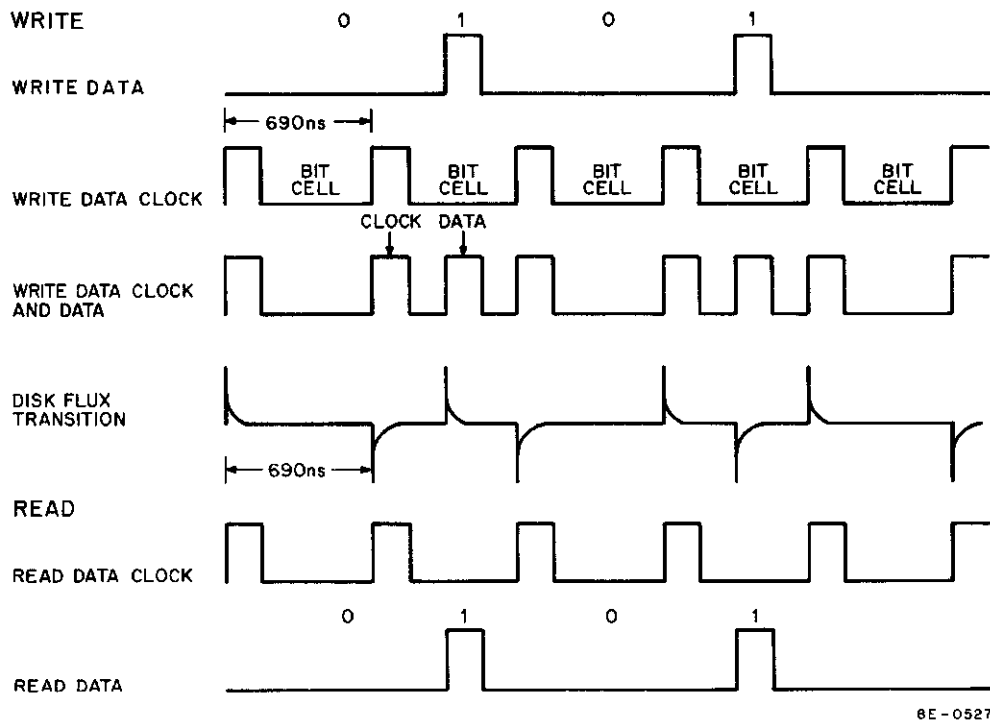 WRITE
0 1 0 1
WRITE DATA
690ns
BIT CELL BIT CELL BIT CELL BIT CELL BIT CELL
WRITE DATA CLOCK
CLOCK DATA
WRITE DATA CLOCK
AND DATA
DISK FLUX
TRANSITION
690ns
READ
READ DATA CLOCK
0 1 0 1
READ DATA
8E-0527